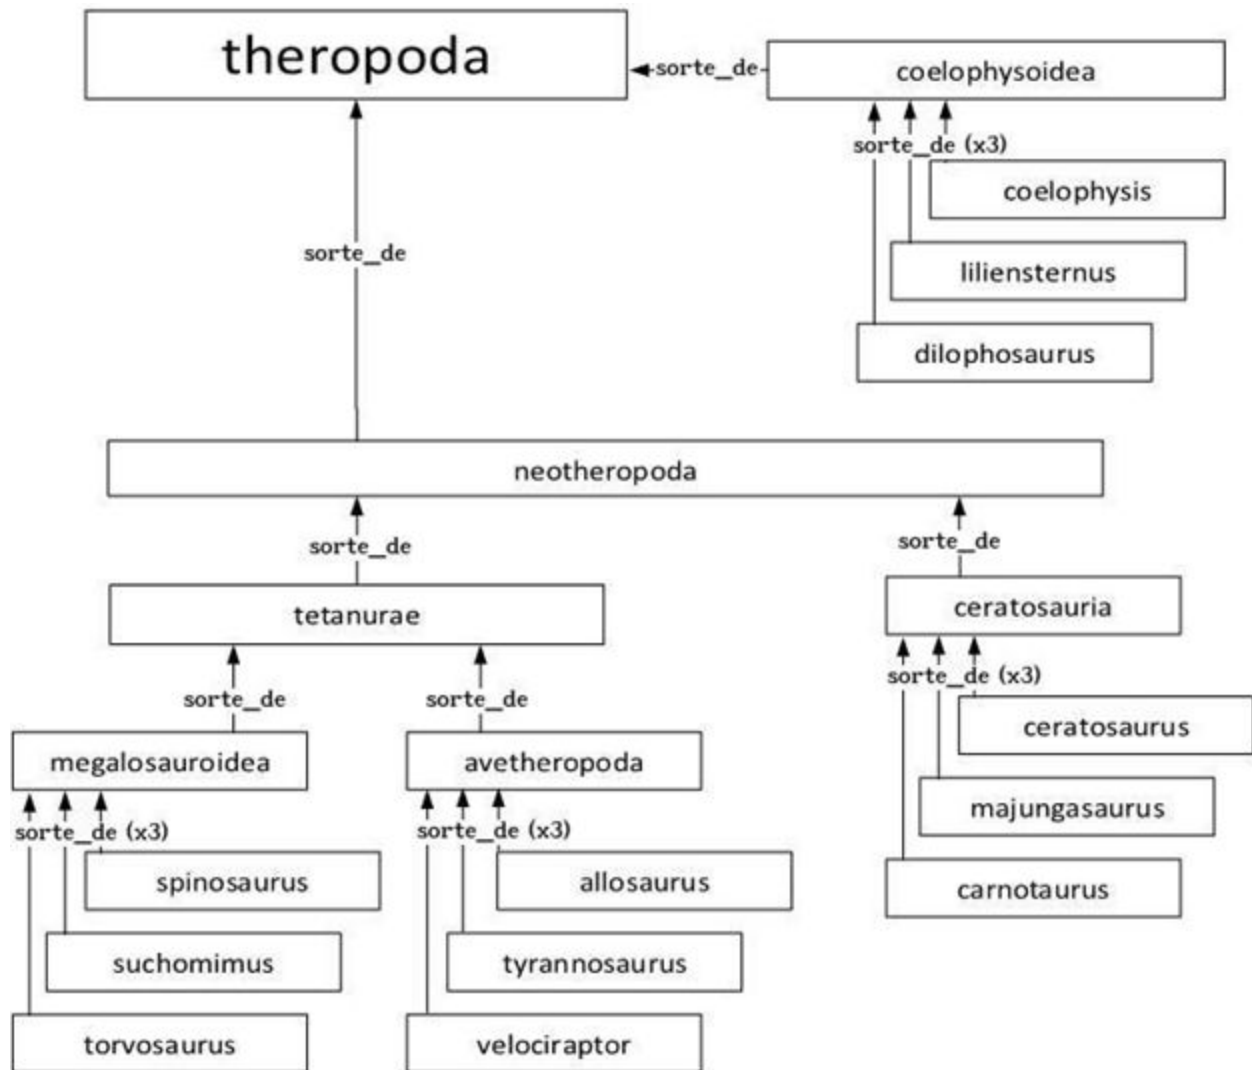 theropoda
sorte_de
coelophysoidea
sorte_de (x3)
coelophysis
liliensternus
dilophosaurus
sorte_de
neotheropoda
sorte_de
sorte_de
tetanurae
ceratosauria
sorte_de
sorte_de
sorte_de (x3)
ceratosaurus
majungasaurus
carnotaurus
megalosauroidea
avetheropoda
sorte_de (x3)
sorte_de (x3)
spinosaurus
allosaurus
suchomimus
tyrannosaurus
torvosaurus
velociraptor